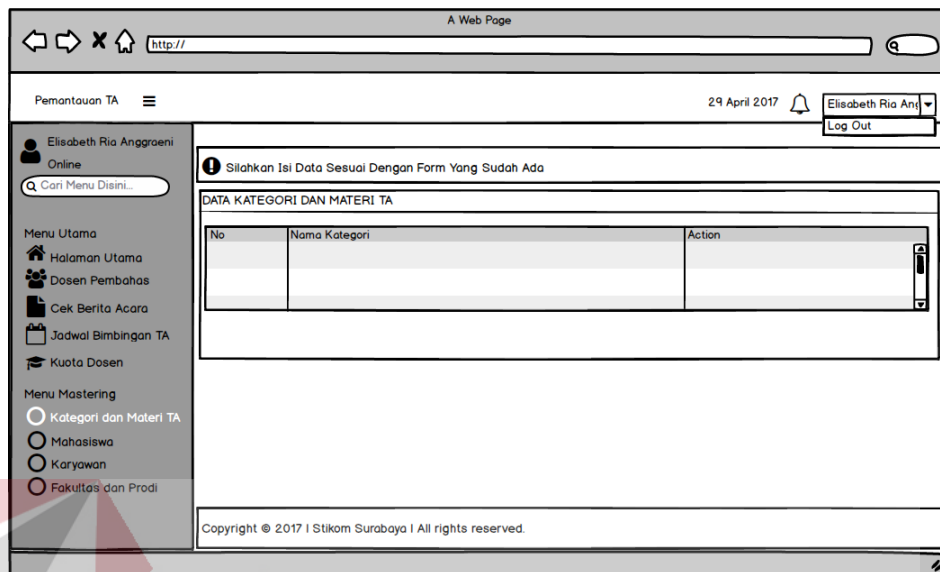 A Web Page
http://
Pemantauan TA
29 April 2017
Elisabeth Ria Ang
Log Out
Elisabeth Ria Anggraeni
Online
Cari Menu Disini...
Menu Utama
Halaman Utama
Dosen Pembahas
Cek Berita Acara
Jadwal Bimbingan TA
Kuota Dosen
Menu Mastering
Kategori dan Materi TA
Mahasiswa
Karyawan
Fakultas dan Prodi
Silahkan Isi Data Sesuai Dengan Form Yang Sudah Ada
DATA KATEGORI DAN MATERI TA
No Nama Kategori Action
Copyright © 2017 | Stikom Surabaya | All rights reserved.